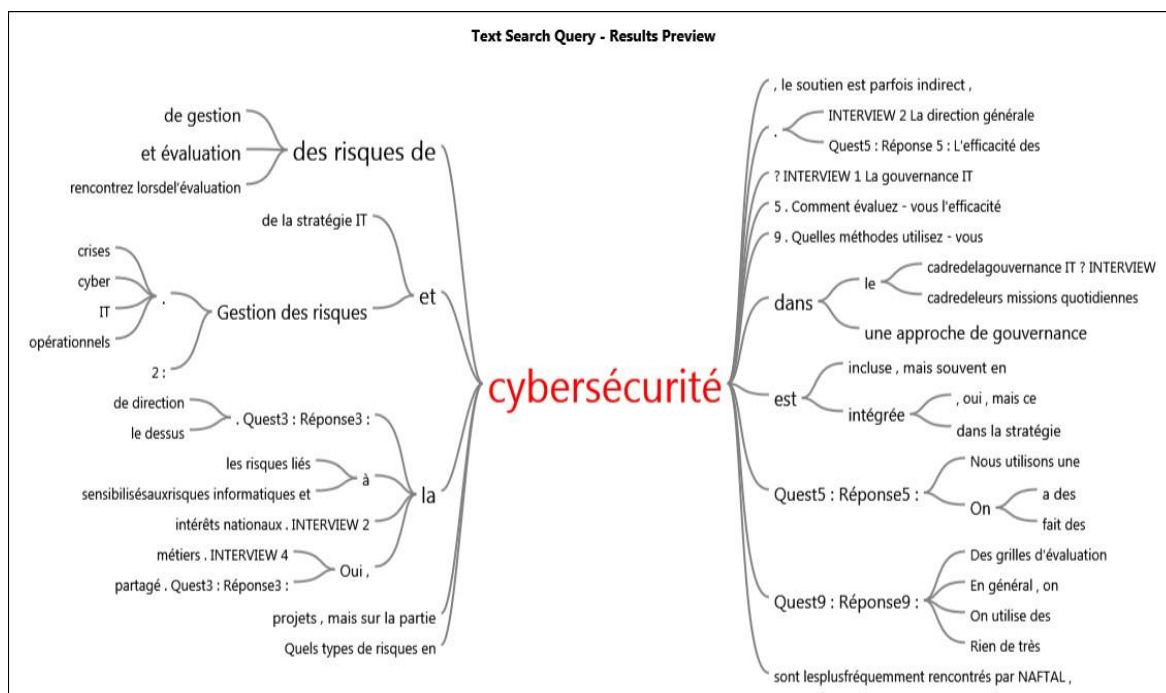 Text Search Query - Results Preview
de gestion
et évaluation
rencontrez lorsdel'évaluation
des risques de
de la stratégie IT
crises
cyber
IT
opérationnels
.
2 :
Gestion des risques
et
de direction
le dessus
. Quest3 : Réponse3 :
les risques liés
sensibilisésauxrisques informatiques et
à
intérêts nationaux . INTERVIEW 2
métiers . INTERVIEW 4
partagé . Quest3 : Réponse3 :
Oui ,
la
projets , mais sur la partie
Quels types de risques en
cybersécurité
, le soutien est parfois indirect ,
.
INTERVIEW 2 La direction générale
Quest5 : Réponse 5 : L'efficacité des
? INTERVIEW 1 La gouvernance IT
5 . Comment évaluez - vous l'efficacité
9 . Quelles méthodes utilisez - vous
dans
le
cadredelagouvernance IT ? INTERVIEW
cadredeleurs missions quotidiennes
une approche de gouvernance
est
incluse , mais souvent en
intégrée
, oui , mais ce
dans la stratégie
Quest5 : Réponse5 :
Nous utilisons une
On
a des
fait des
Quest9 : Réponse9 :
Des grilles d'évaluation
En général , on
On utilise des
Rien de très
sont lesplusfréquemment rencontrés par NAFTAL ,